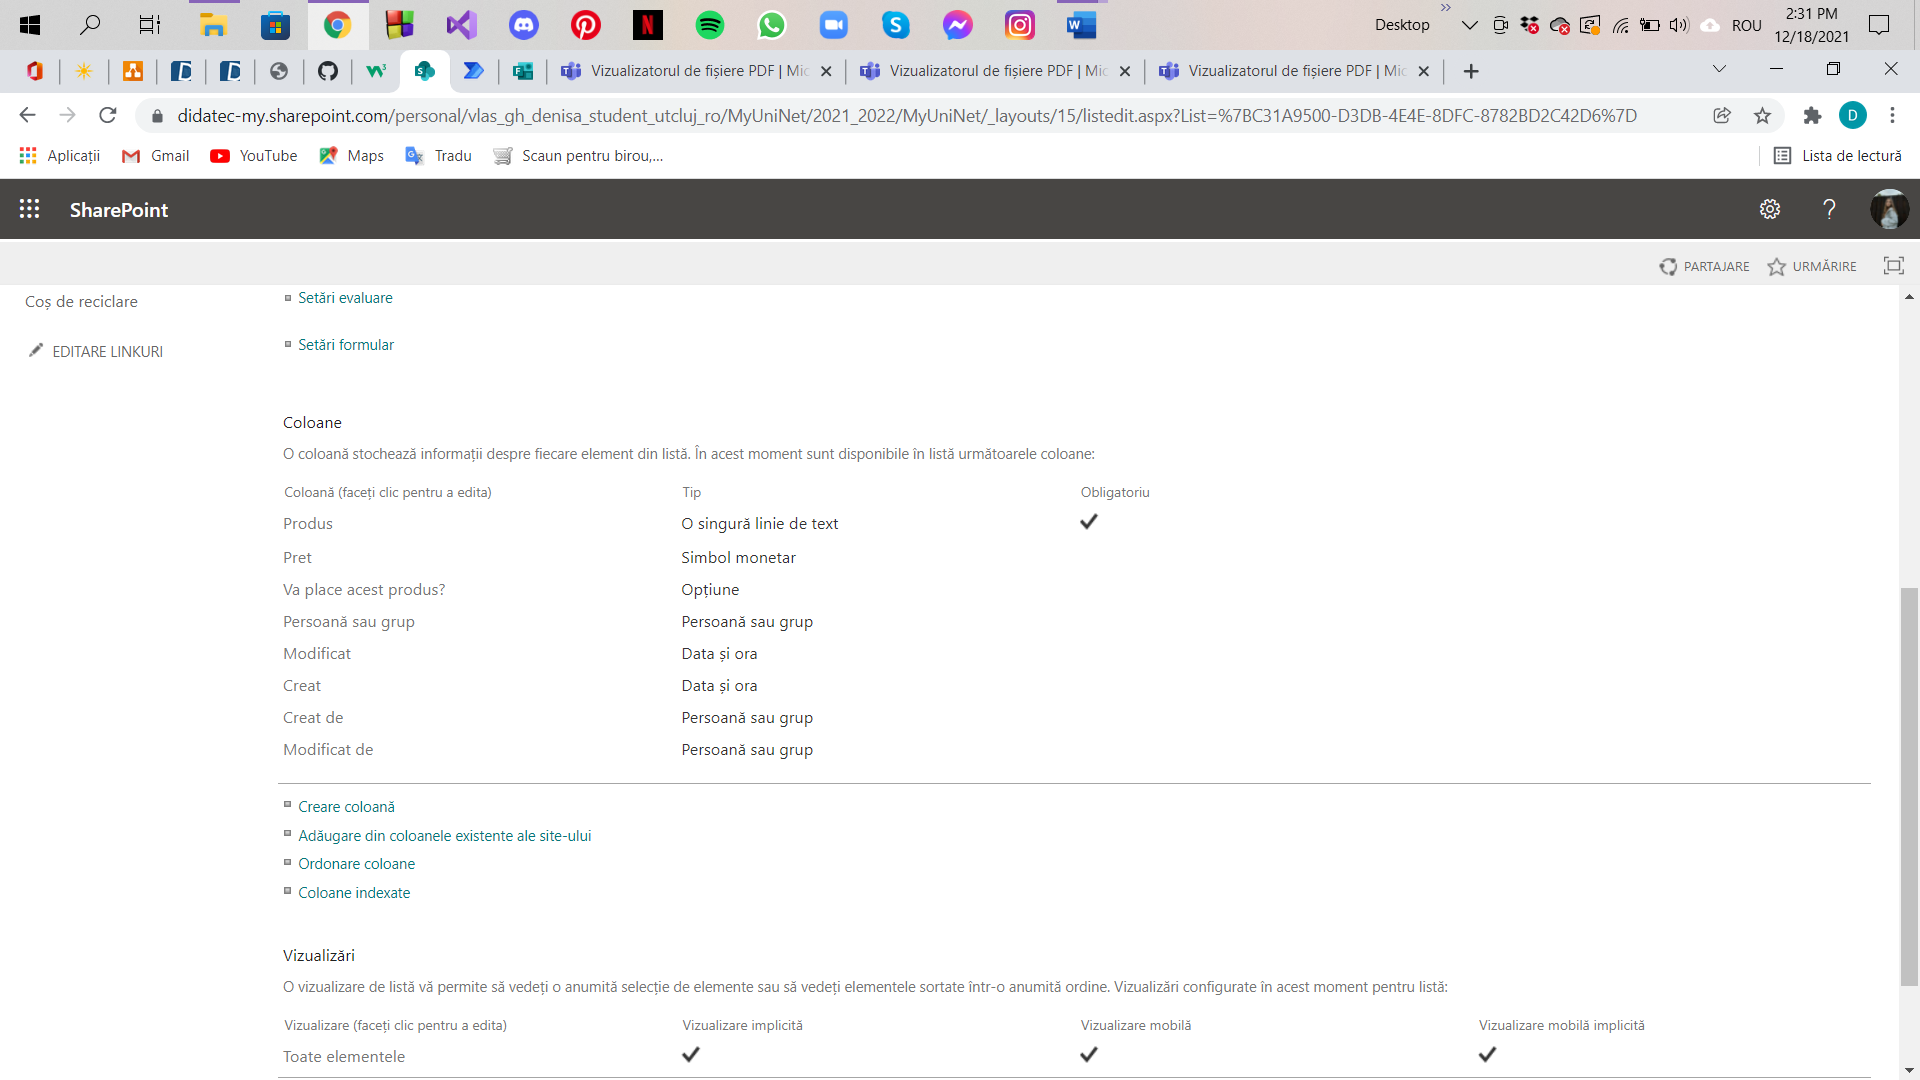 Desktop
ROU
2:31 PM
12/18/2021
Vizualizatorul de fișiere PDF | Mic
Vizualizatorul de fișiere PDF | Mic
Vizualizatorul de fișiere PDF | Mic
didatec-my.sharepoint.com/personal/vlas_gh_denisa_student_utcluj_ro/MyUniNet/2021_2022/MyUniNet/_layouts/15/listedit.aspx?List=%7BC31A9500-D3DB-4E4E-8DFC-8782BD2C42D6%7D
D
Aplicații
Gmail
YouTube
Maps
Tradu
Scaun pentru birou,...
Lista de lectură
SharePoint
PARTAJARE
URMĂRIRE
Coș de reciclare
EDITARE LINKURI
Setări evaluare
Setări formular
Coloane
O coloană stochează informații despre fiecare element din listă. În acest moment sunt disponibile în listă următoarele coloane:
Coloană (faceți clic pentru a edita) Tip Obligatoriu
Produs O singură linie de text
Pret Simbol monetar
Va place acest produs? Opțiune
Persoană sau grup Persoană sau grup
Modificat Data și ora
Creat Data și ora
Creat de Persoană sau grup
Modificat de Persoană sau grup
Creare coloană
Adăugare din coloanele existente ale site-ului
Ordonare coloane
Coloane indexate
Vizualizări
O vizualizare de listă vă permite să vedeți o anumită selecție de elemente sau să vedeți elementele sortate într-o anumită ordine. Vizualizări configurate în acest moment pentru listă:
Vizualizare (faceți clic pentru a edita) Vizualizare implicită Vizualizare mobilă Vizualizare mobilă implicită
Toate elementele